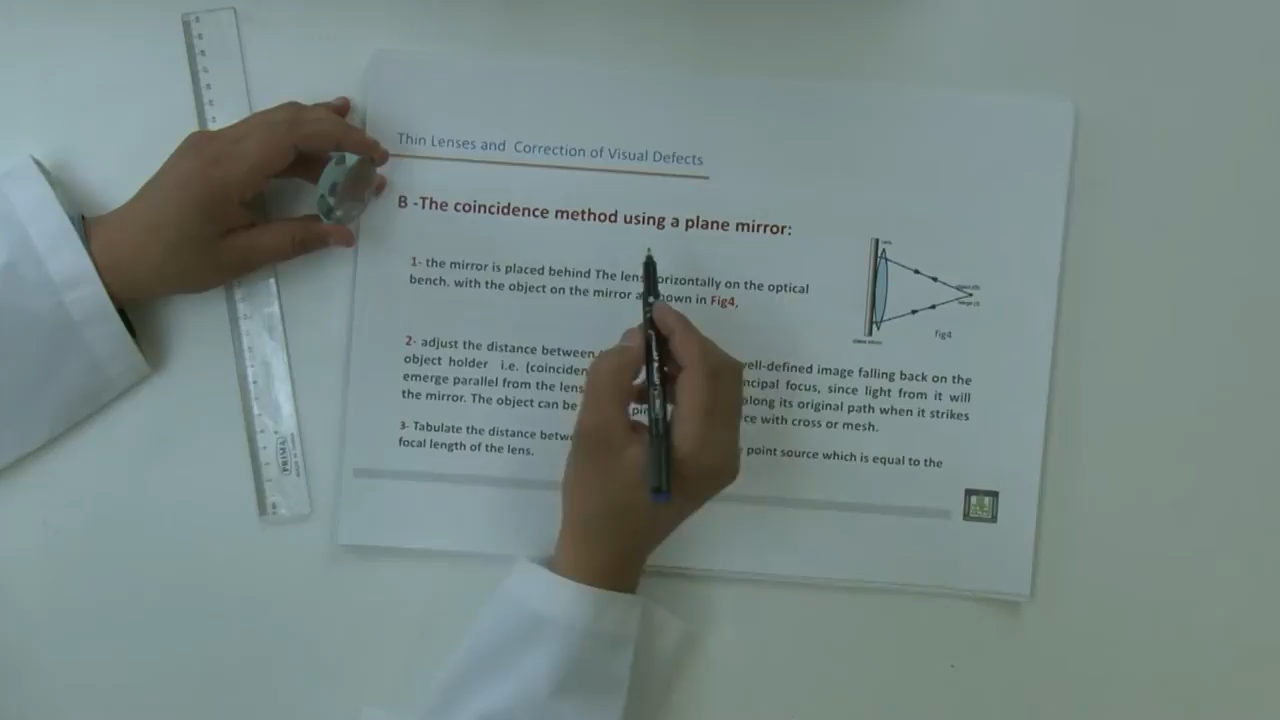 Thin Lenses and Correction of Visual Defects
B -The coincidence method using a plane mirror:
1- the mirror is placed behind The lens orizontally on the optical
bench. with the object on the mirror a hown in Fig4.
2- adjust the distance between well-defined image falling back on the
object holder i.e. (coinciden ncipal focus, since light from it will
emerge parallel from the lens along its original path when it strikes
the mirror. The object can be ce with cross or mesh.
3- Tabulate the distance betw point source which is equal to the
focal length of the lens.
fig4
PRIMA